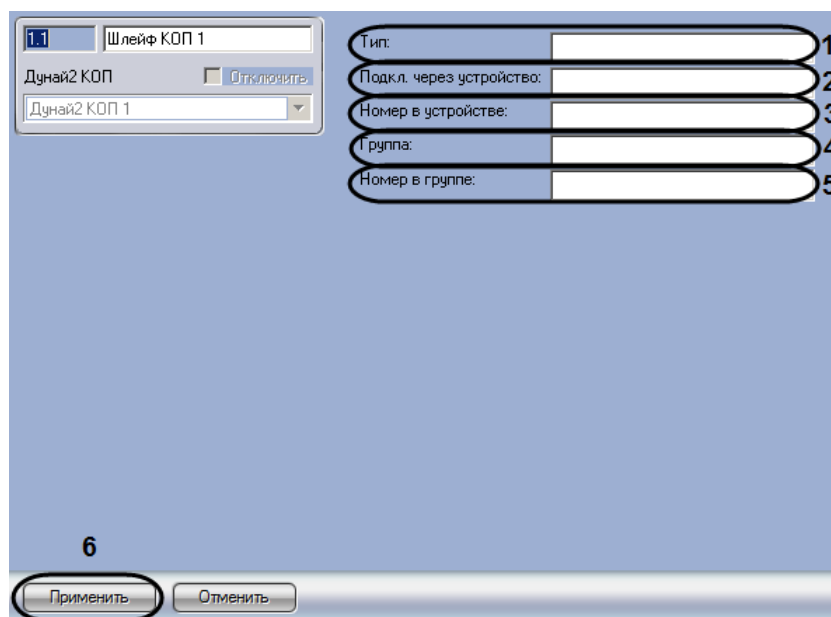 1.1 Шлейф КОП 1
Дунай2 КОП Отключить
Дунай2 КОП 1
Тип: 1
Подкл. через устройство: 2
Номер в устройстве: 3
Группа: 4
Номер в группе: 5
6
Применить Отменить